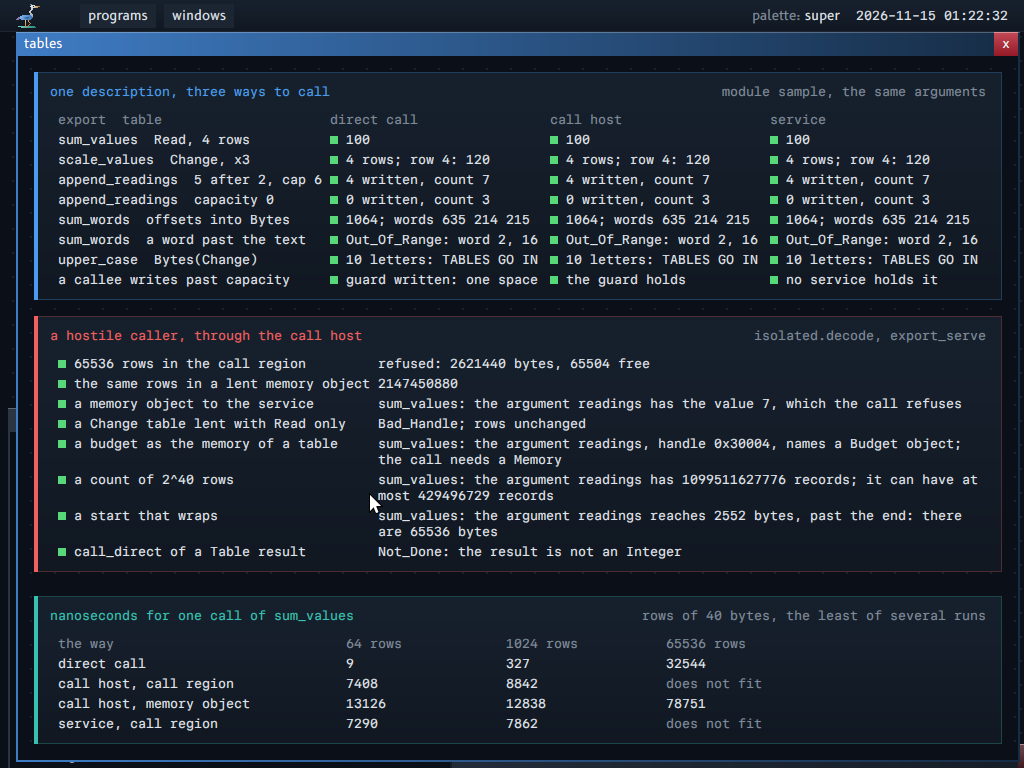 programs windows palette: super 2026-11-15 01:22:32
tables x
one description, three ways to call module sample, the same arguments
export table direct call call host service
sum_values Read, 4 rows 100 100 100
scale_values Change, x3 4 rows; row 4: 120 4 rows; row 4: 120 4 rows; row 4: 120
append_readings 5 after 2, cap 6 4 written, count 7 4 written, count 7 4 written, count 7
append_readings capacity 0 0 written, count 3 0 written, count 3 0 written, count 3
sum_words offsets into Bytes 1064; words 635 214 215 1064; words 635 214 215 1064; words 635 214 215
sum_words a word past the text Out_Of_Range: word 2, 16 Out_Of_Range: word 2, 16 Out_Of_Range: word 2, 16
upper_case Bytes(Change) 10 letters: TABLES GO IN 10 letters: TABLES GO IN 10 letters: TABLES GO IN
a callee writes past capacity guard written: one space the guard holds no service holds it
a hostile caller, through the call host isolated.decode, export_serve
65536 rows in the call region refused: 2621440 bytes, 65504 free
the same rows in a lent memory object 2147450880
a memory object to the service sum_values: the argument readings has the value 7, which the call refuses
a Change table lent with Read only Bad_Handle; rows unchanged
a budget as the memory of a table sum_values: the argument readings, handle 0x30004, names a Budget object;
the call needs a Memory
a count of 2^40 rows sum_values: the argument readings has 1099511627776 records; it can have at
most 429496729 records
a start that wraps sum_values: the argument readings reaches 2552 bytes, past the end: there
are 65536 bytes
call_direct of a Table result Not_Done: the result is not an Integer
nanoseconds for one call of sum_values rows of 40 bytes, the least of several runs
the way 64 rows 1024 rows 65536 rows
direct call 9 327 32544
call host, call region 7408 8842 does not fit
call host, memory object 13126 12838 78751
service, call region 7290 7862 does not fit